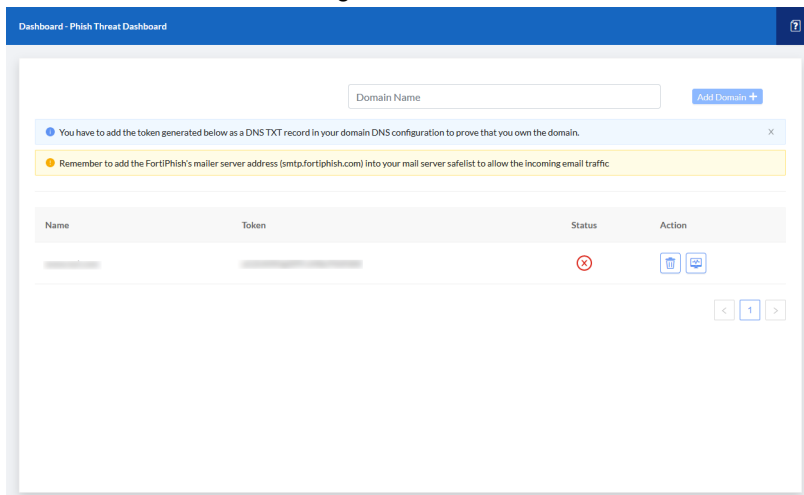 Dashboard - Phish Threat Dashboard
Domain Name
Add Domain +
You have to add the token generated below as a DNS TXT record in your domain DNS configuration to prove that you own the domain.
Remember to add the FortiPhish's mailer server address (smtp.fortiphish.com) into your mail server safelist to allow the incoming email traffic
Name Token Status Action
< 1 >